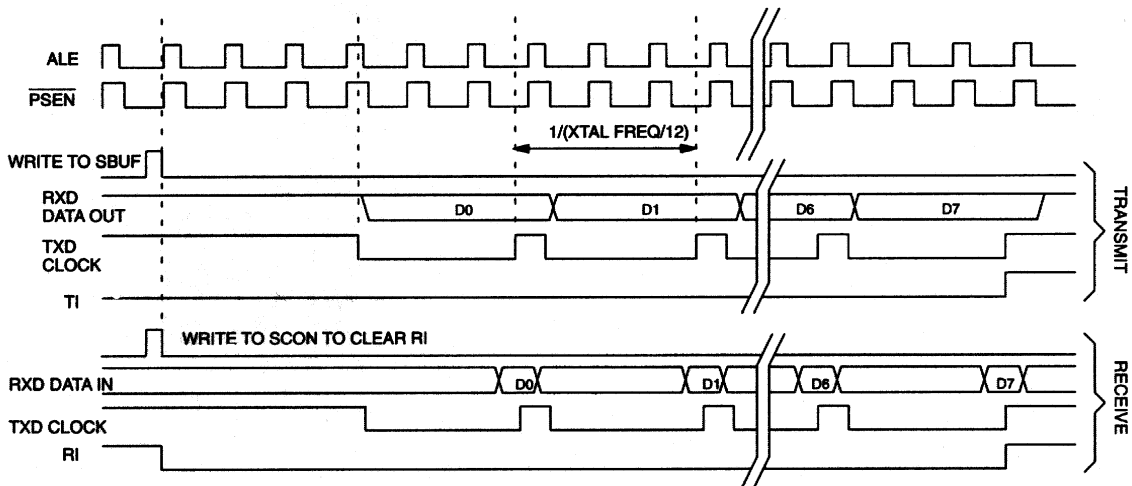 ALE
PSEN
1/(XTAL FREQ/12)
WRITE TO SBUF
RXD
DATA OUT
D0 D1 D6 D7
TXD
CLOCK
TI
TRANSMIT
WRITE TO SCON TO CLEAR RI
RXD DATA IN
D0 D1 D6 D7
TXD CLOCK
RI
RECEIVE